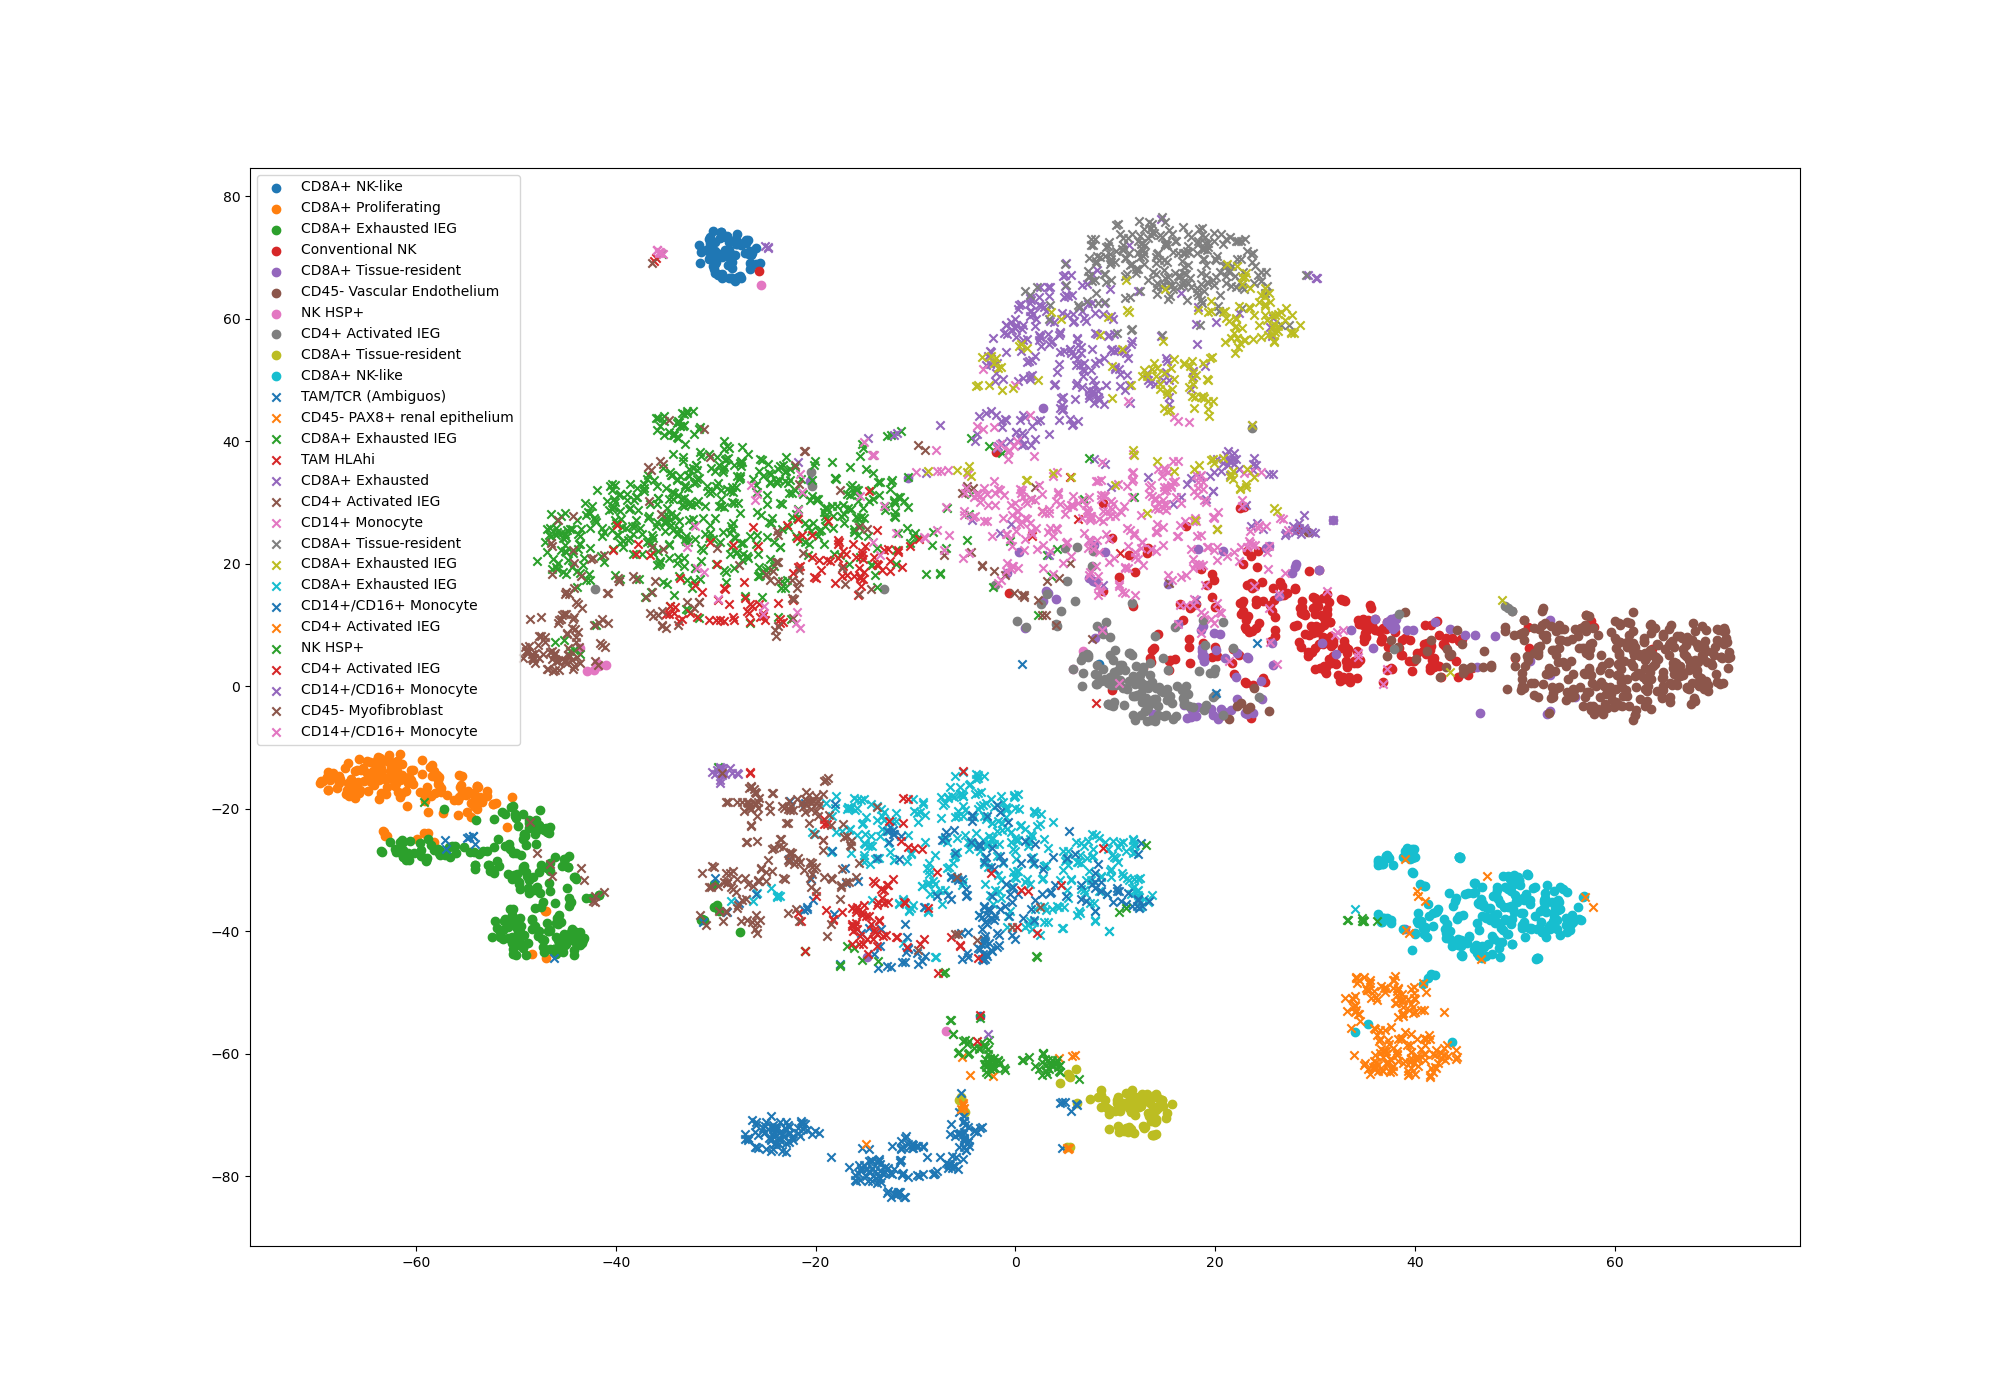 80
60
40
20
0
−20
−40
−60
−80
CD8A+ NK-like
CD8A+ Proliferating
CD8A+ Exhausted IEG
Conventional NK
CD8A+ Tissue-resident
CD45- Vascular Endothelium
NK HSP+
CD4+ Activated IEG
CD8A+ Tissue-resident
CD8A+ NK-like
TAM/TCR (Ambiguos)
CD45- PAX8+ renal epithelium
CD8A+ Exhausted IEG
TAM HLAhi
CD8A+ Exhausted
CD4+ Activated IEG
CD14+ Monocyte
CD8A+ Tissue-resident
CD8A+ Exhausted IEG
CD8A+ Exhausted IEG
CD14+/CD16+ Monocyte
CD4+ Activated IEG
NK HSP+
CD4+ Activated IEG
CD14+/CD16+ Monocyte
CD45- Myofibroblast
CD14+/CD16+ Monocyte
−60 −40 −20 0 20 40 60